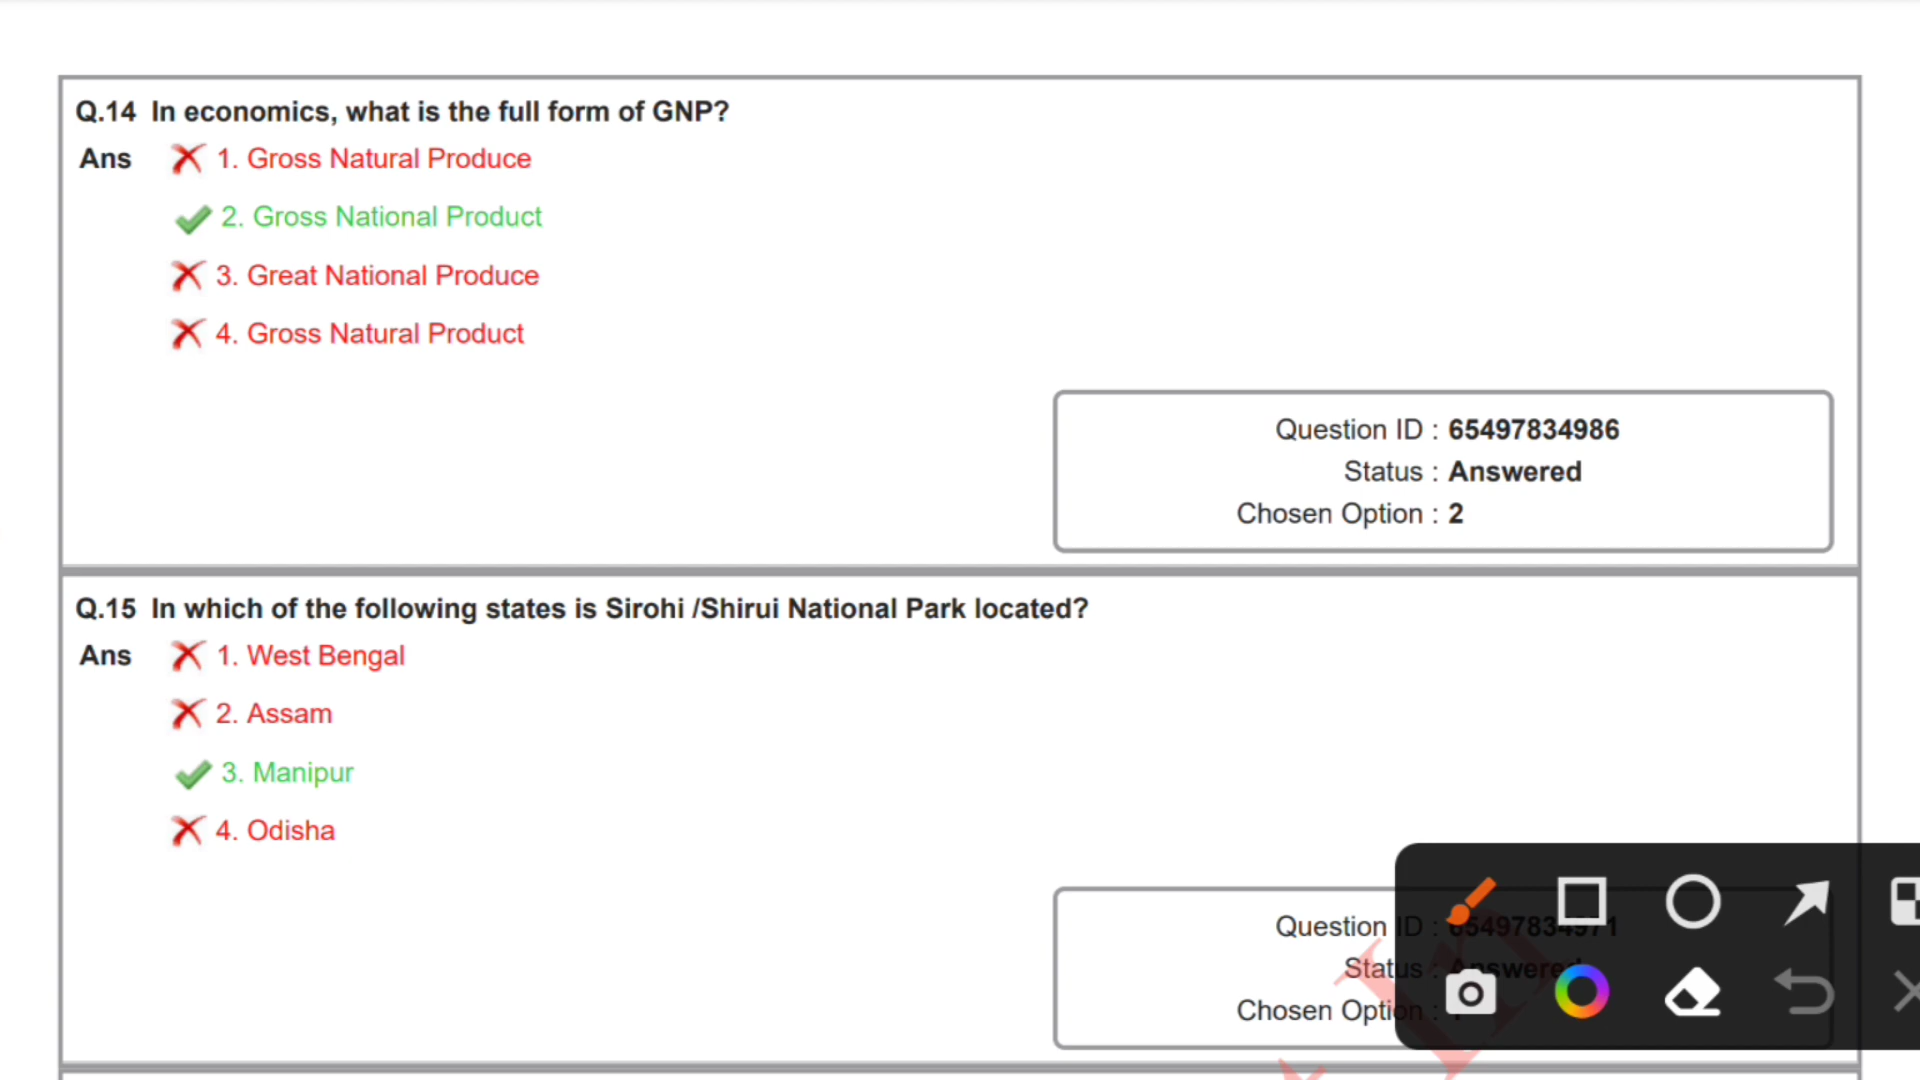 Q.14 In economics, what is the full form of GNP?
Ans 1. Gross Natural Produce
2. Gross National Product
3. Great National Produce
4. Gross Natural Product
Question ID : 65497834986
Status : Answered
Chosen Option : 2
Q.15 In which of the following states is Sirohi /Shirui National Park located?
Ans 1. West Bengal
2. Assam
3. Manipur
4. Odisha
Question ID : 65497834971
Status : Answered
Chosen Option :